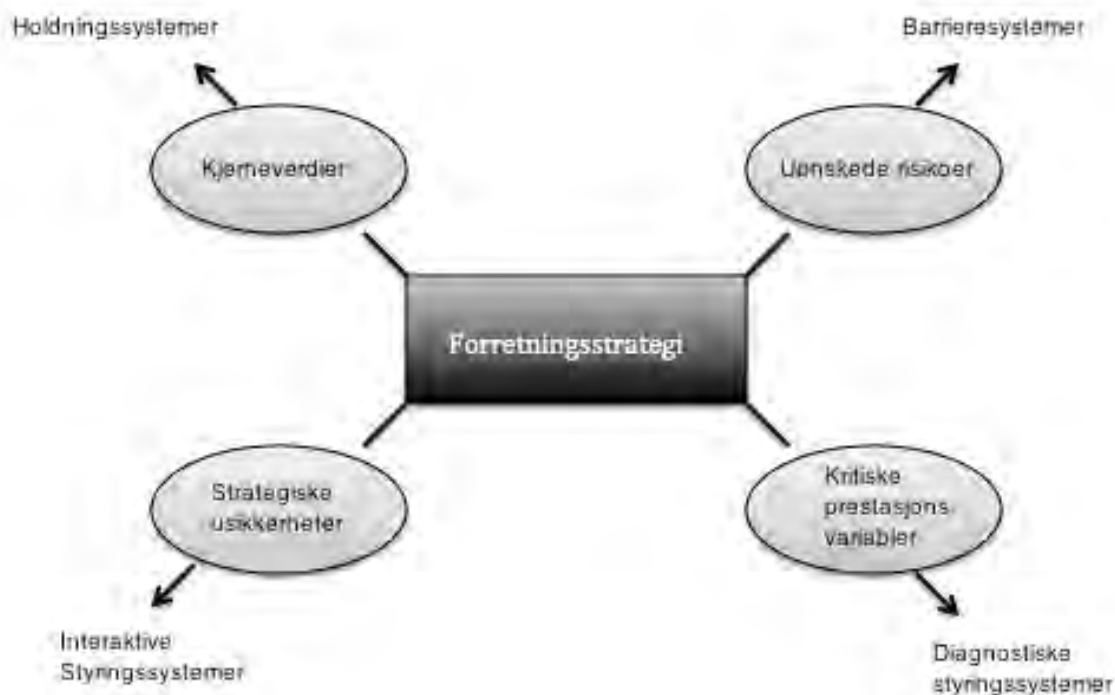 Holdningssystemer
Barrieresystemer
Kjerneverdier
Uønskede risikoer
Forretningsstrategi
Strategiske
usikkerheter
Kritiske
prestasjons
variabler
Interaktive
Styringssystemer
Diagnostiske
styringssystemer